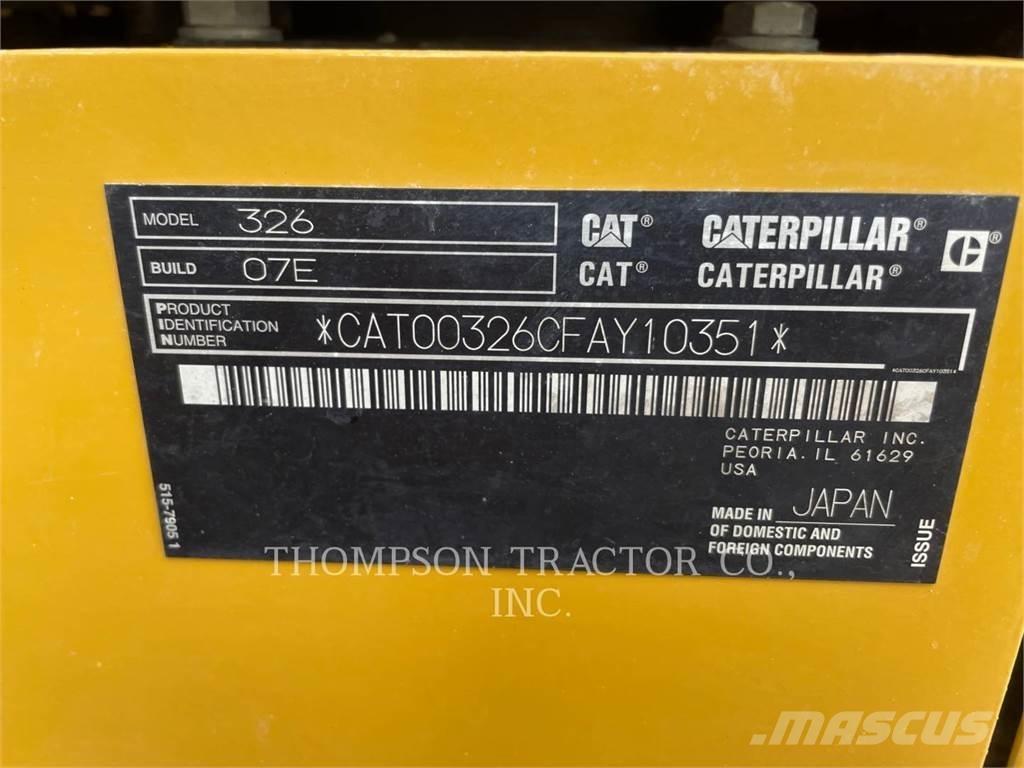 MODEL 326
BUILD 07E
CAT® CATERPILLAR®
CAT® CATERPILLAR®
PRODUCT
IDENTIFICATION
NUMBER
*CAT00326CFAY10351*
*CAT00326CFAY10351*
CATERPILLAR INC.
PEORIA. IL 61629
USA
MADE IN JAPAN
OF DOMESTIC AND
FOREIGN COMPONENTS
515-7905 1
ISSUE
THOMPSON TRACTOR CO.,
INC.
MASCUS